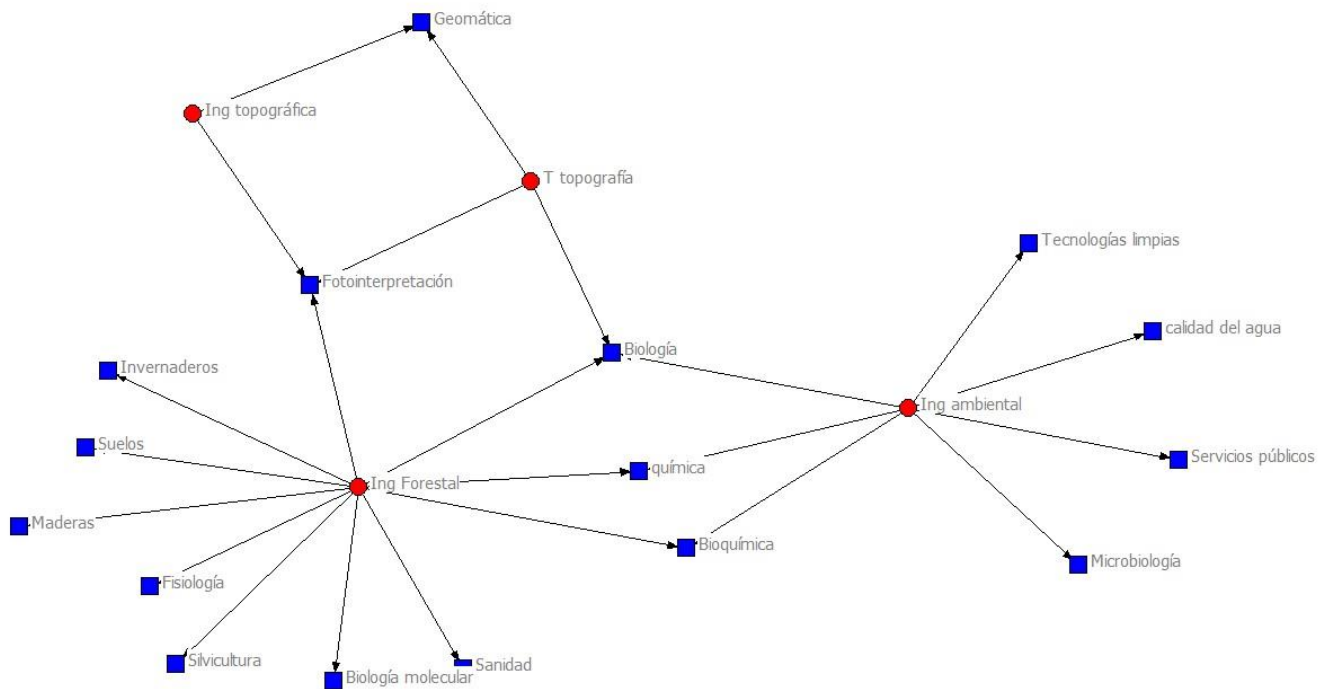 Geomática
Ing topográfica
T topografía
Tecnologías limpias
Fotointerpretación
calidad del agua
Biología
Invernaderos
Ing ambiental
Suelos
Servicios públicos
química
Ing Forestal
Maderas
Bioquímica
Microbiología
Fisiología
Silvicultura
Sanidad
Biología molecular